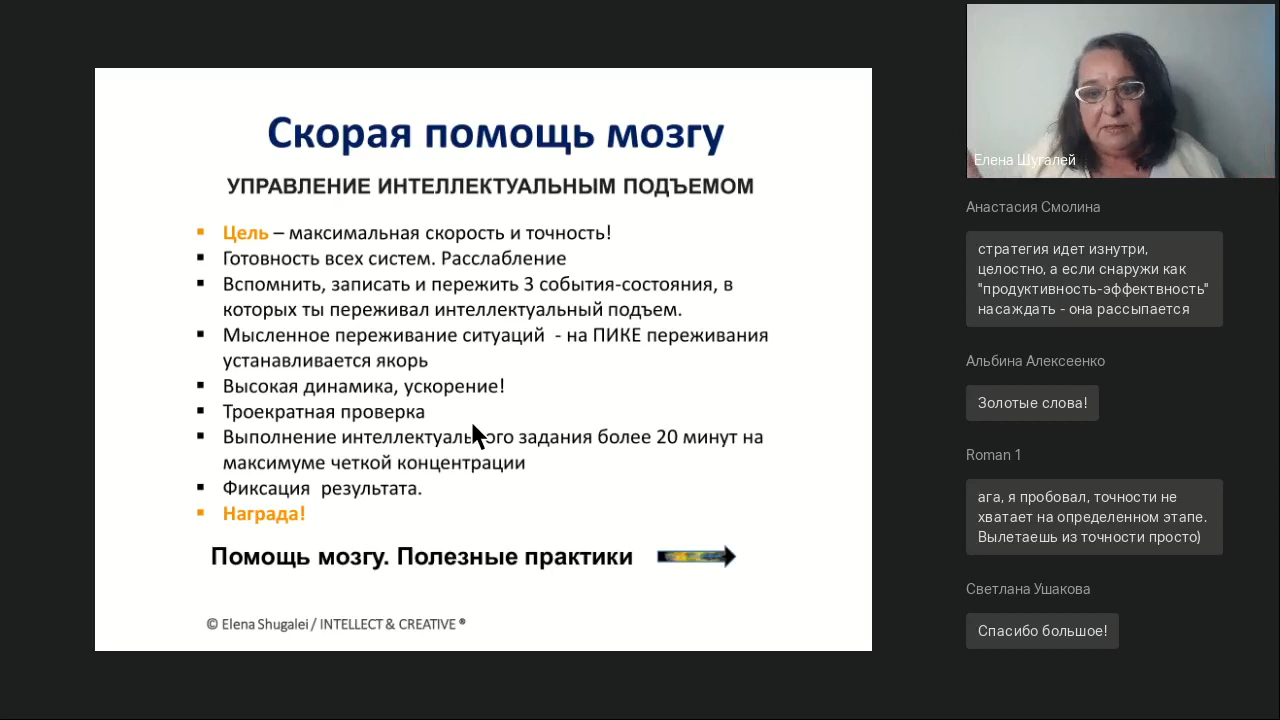 Скорая помощь мозгу
УПРАВЛЕНИЕ ИНТЕЛЛЕКТУАЛЬНЫМ ПОДЪЕМОМ
▪ Цель – максимальная скорость и точность!
▪ Готовность всех систем. Расслабление
▪ Вспомнить, записать и пережить 3 события-состояния, в
которых ты переживал интеллектуальный подъем.
▪ Мысленное переживание ситуаций - на ПИКЕ переживания
устанавливается якорь
▪ Высокая динамика, ускорение!
▪ Троекратная проверка
▪ Выполнение интеллектуального задания более 20 минут на
максимуме четкой концентрации
▪ Фиксация результата.
▪ Награда!
Помощь мозгу. Полезные практики
© Elena Shugalei / INTELLECT & CREATIVE ®
Елена Шугалей
Анастасия Смолина
стратегия идет изнутри,
целостно, а если снаружи как
"продуктивность-эффектвность"
насаждать - она рассыпается
Альбина Алексеенко
Золотые слова!
Roman 1
ага, я пробовал, точности не
хватает на определенном этапе.
Вылетаешь из точности просто)
Светлана Ушакова
Спасибо большое!